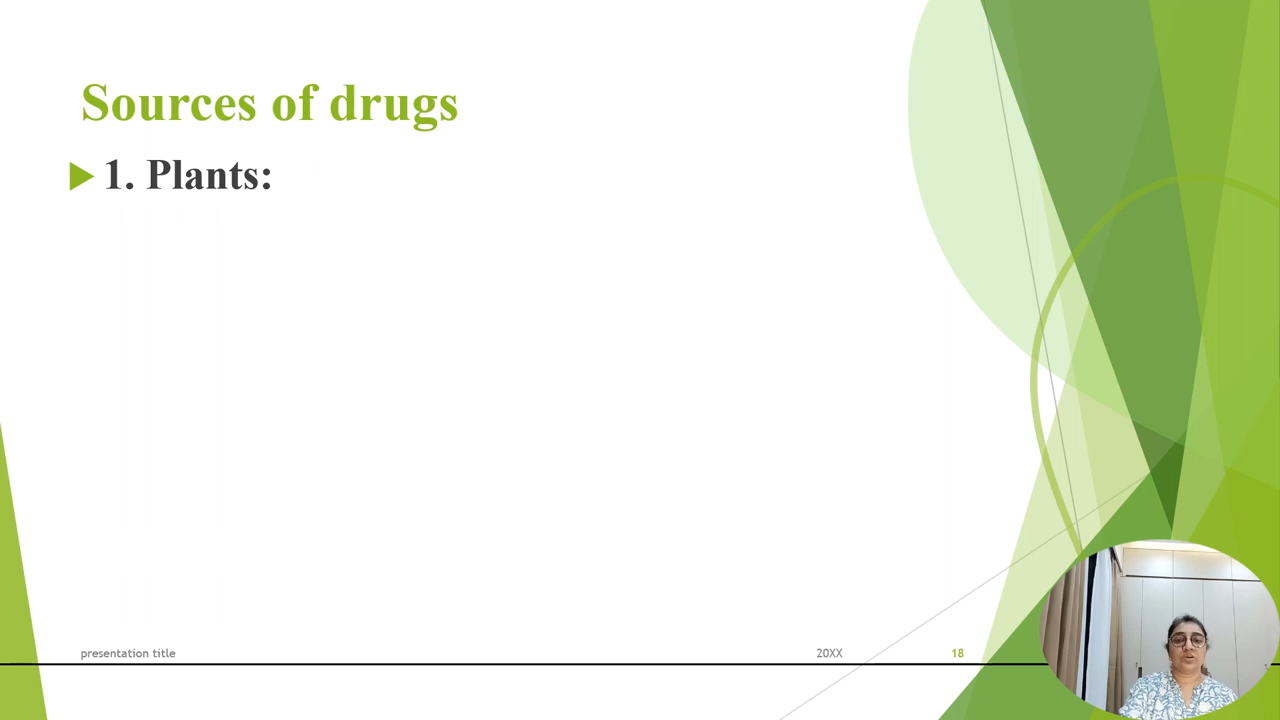 Sources of drugs
1. Plants:
presentation title
20XX
18